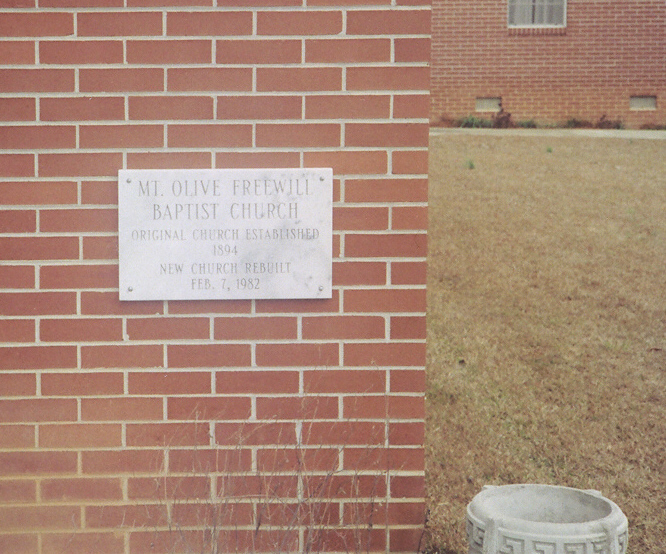 MT. OLIVE FREEWILL
BAPTIST CHURCH
ORIGINAL CHURCH ESTABLISHED
1894
NEW CHURCH REBUILT
FEB. 7, 1982